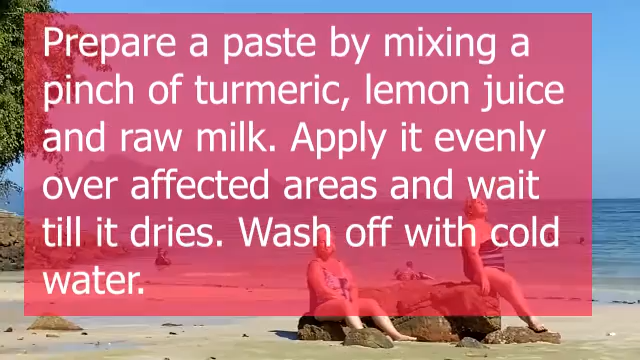 Prepare a paste by mixing a
pinch of turmeric, lemon juice
and raw milk. Apply it evenly
over affected areas and wait
till it dries. Wash off with cold
water.